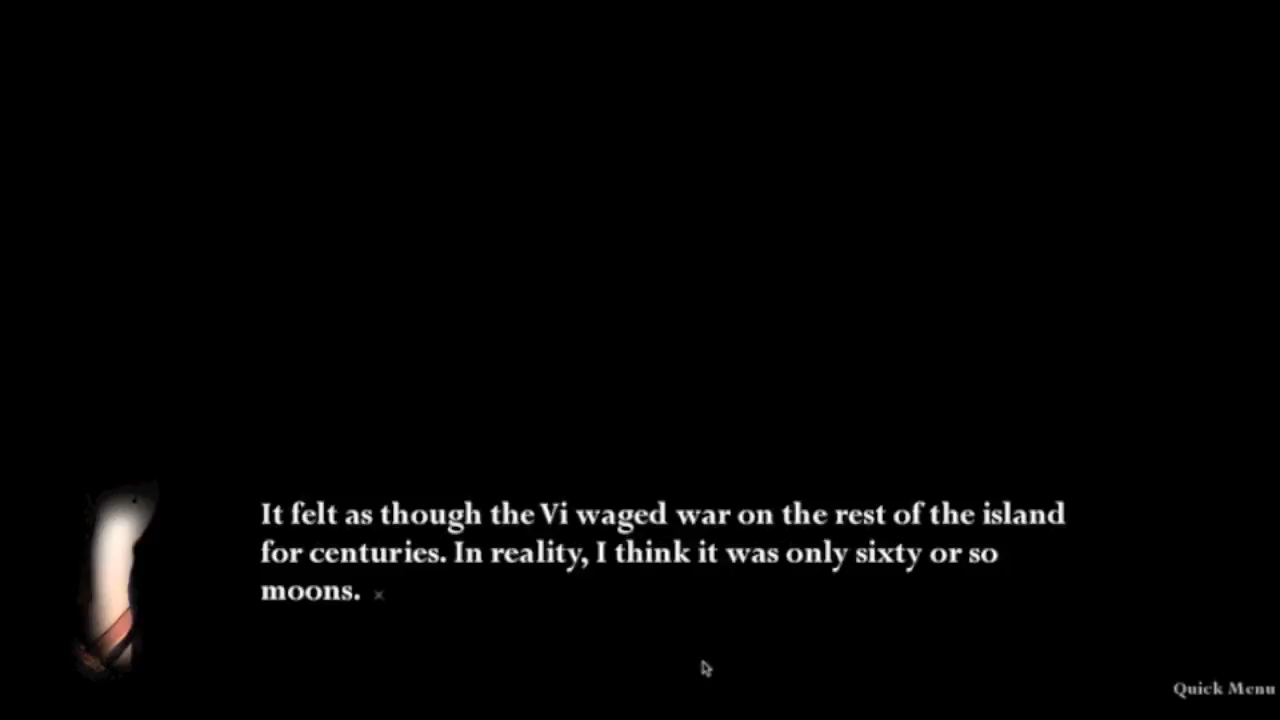 It felt as though the Vi waged war on the rest of the island
for centuries. In reality, I think it was only sixty or so
moons.
Quick Menu